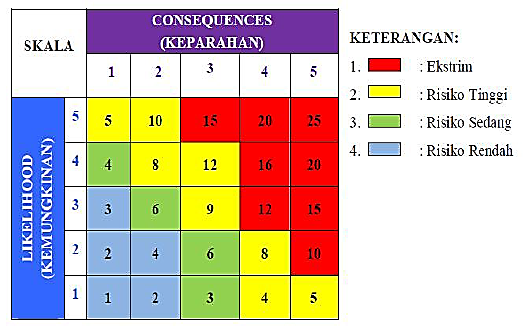 SKALA
CONSEQUENCES
(KEPARAHAN)
1 2 3 4 5
LIKELIHOOD
(KEMUNGKINAN)
5 5 10 15 20 25
4 4 8 12 16 20
3 3 6 9 12 15
2 2 4 6 8 10
1 1 2 3 4 5
KETERANGAN:
1. : Ekstrim
2. : Risiko Tinggi
3. : Risiko Sedang
4. : Risiko Rendah